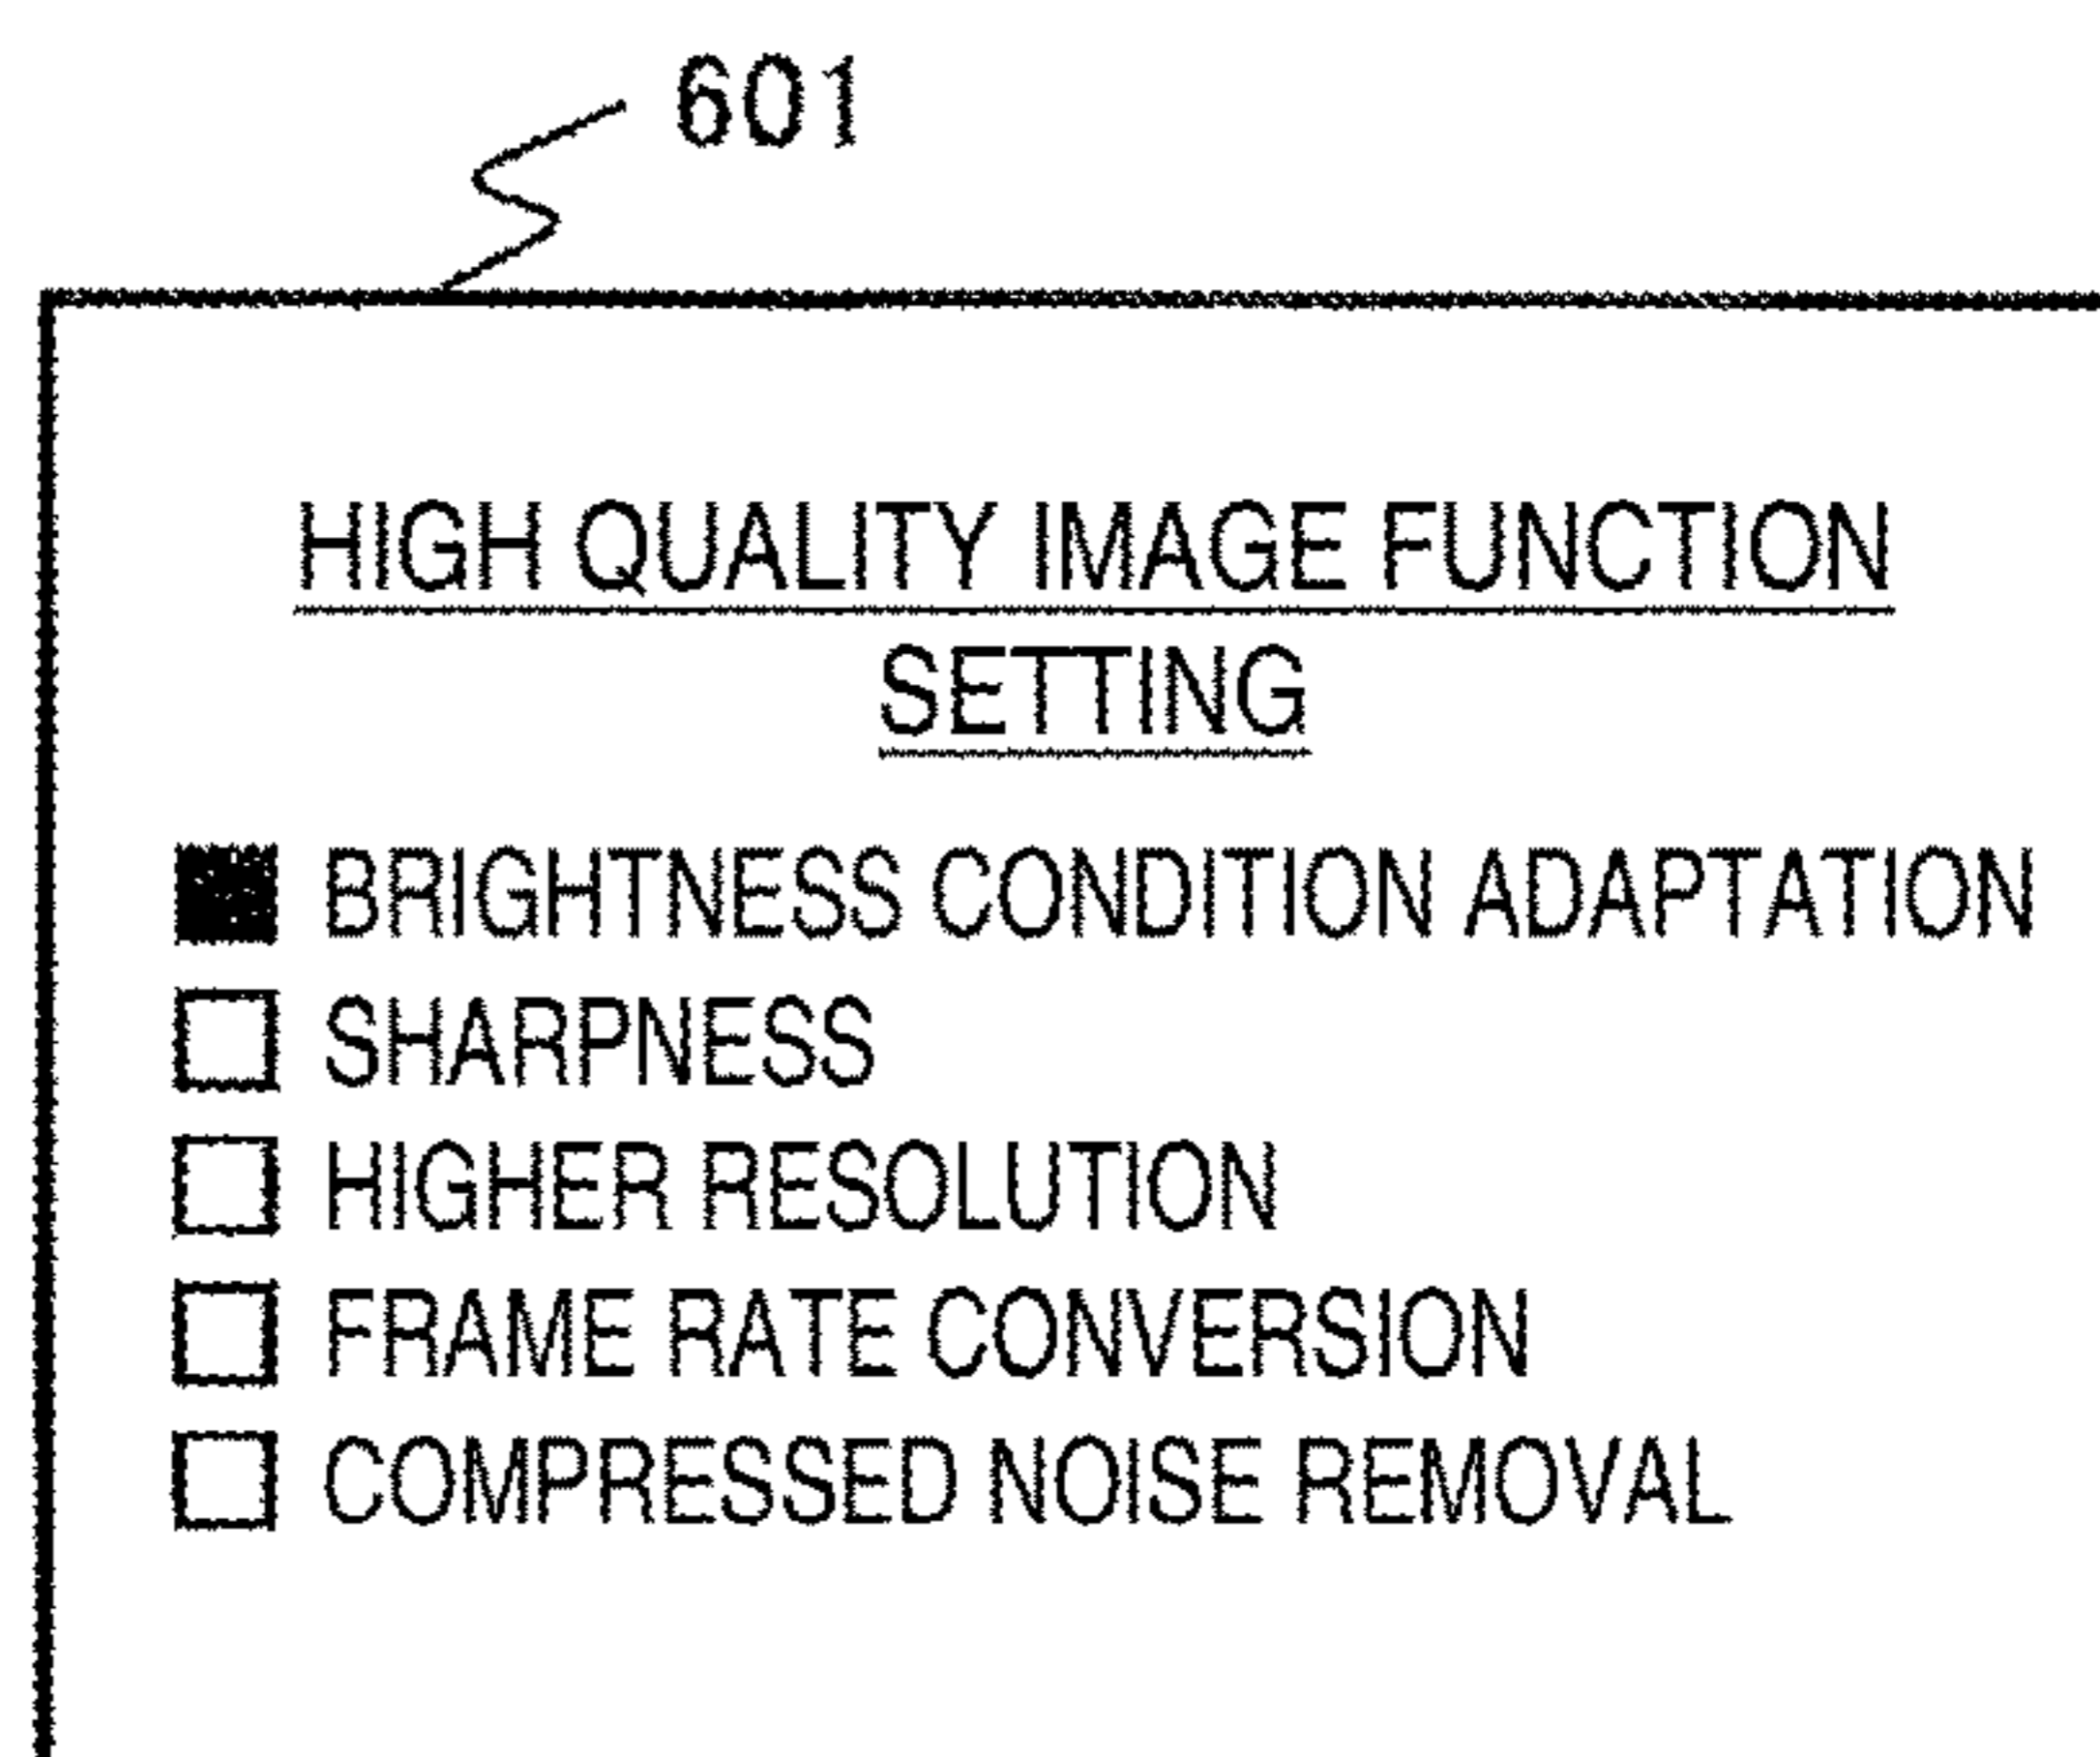 601
HIGH QUALITY IMAGE FUNCTION
SETTING
BRIGHTNESS CONDITION ADAPTATION
SHARPNESS
HIGHER RESOLUTION
FRAME RATE CONVERSION
COMPRESSED NOISE REMOVAL